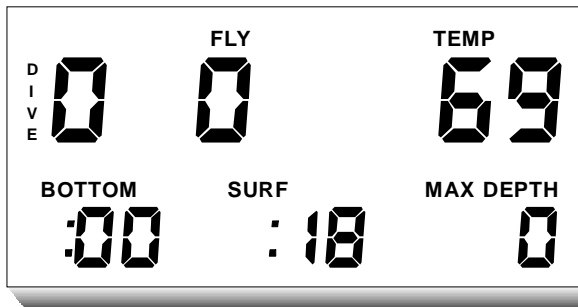 FLY TEMP
DIVE 0 0 69
BOTTOM SURF MAX DEPTH
:00 :18 0